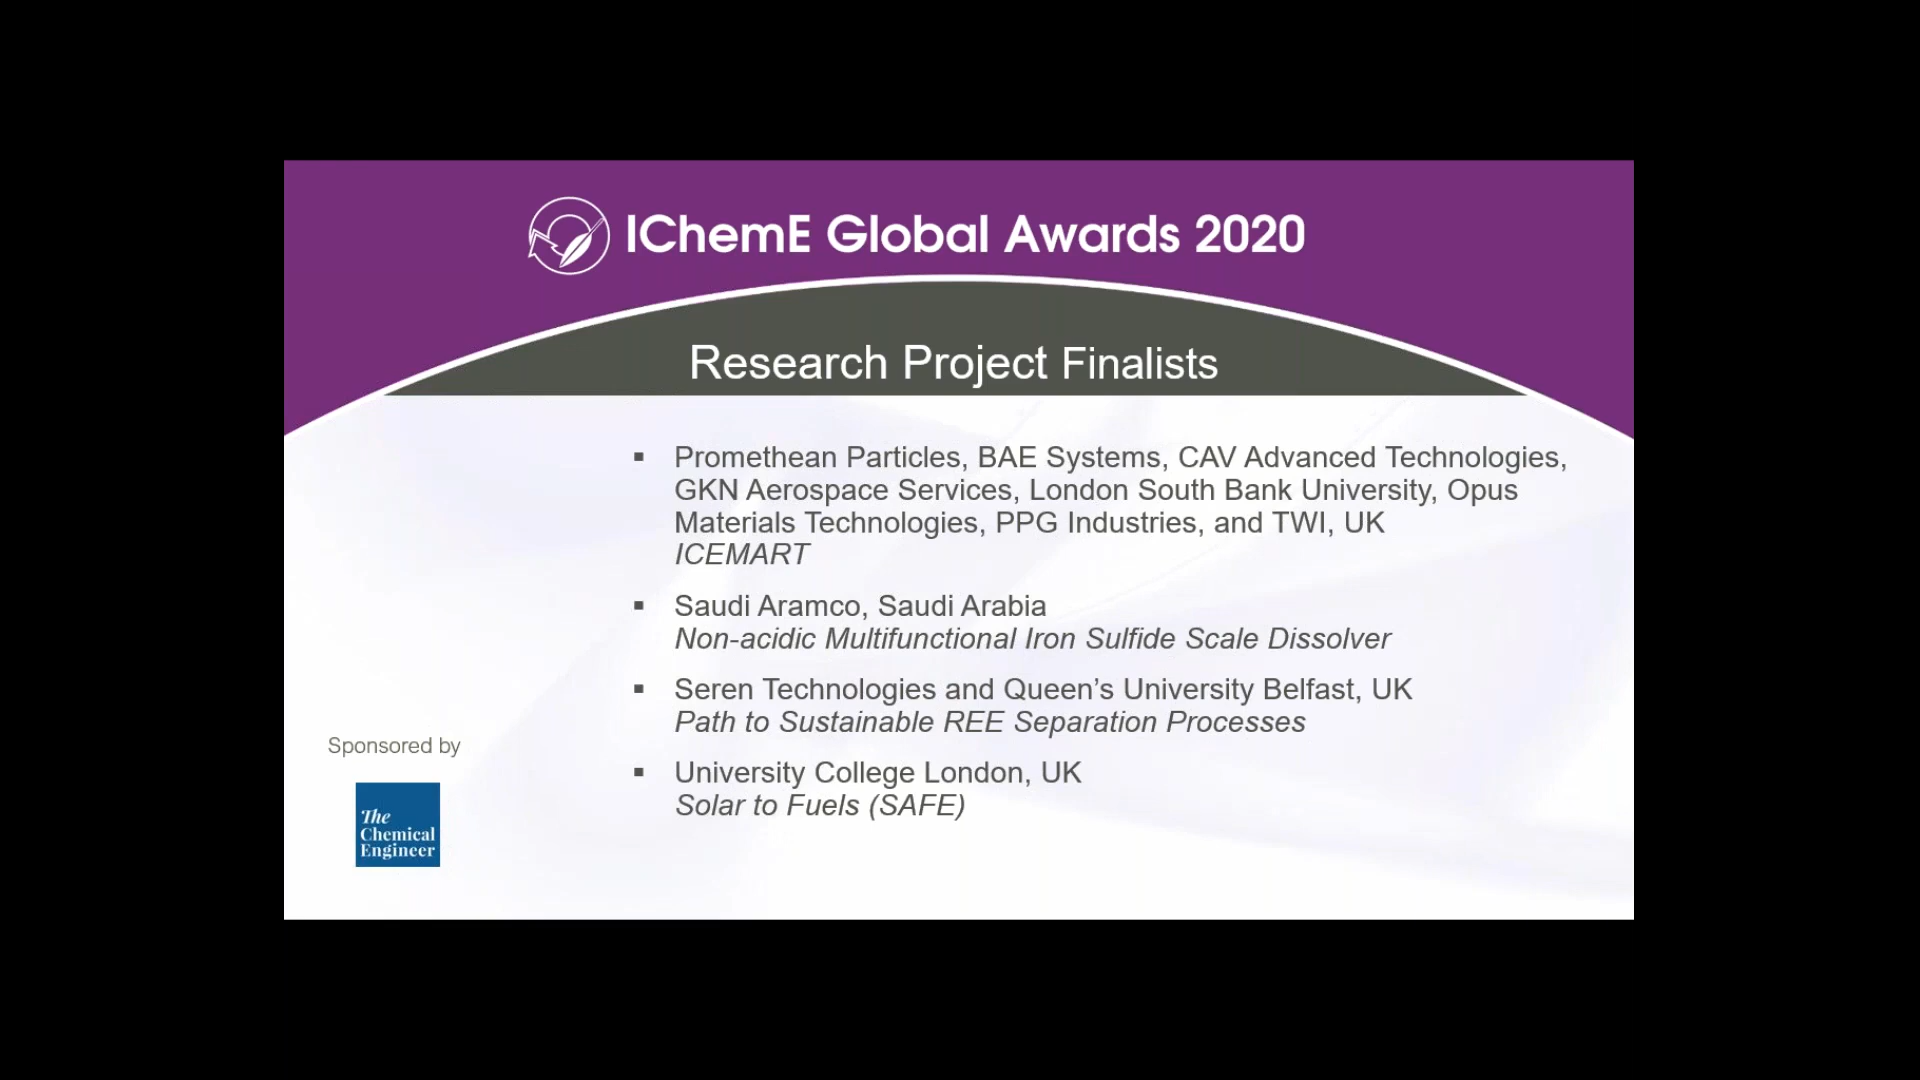 IChemE Global Awards 2020
Research Project Finalists
▪ Promethean Particles, BAE Systems, CAV Advanced Technologies,
GKN Aerospace Services, London South Bank University, Opus
Materials Technologies, PPG Industries, and TWI, UK
ICEMART
▪ Saudi Aramco, Saudi Arabia
Non-acidic Multifunctional Iron Sulfide Scale Dissolver
▪ Seren Technologies and Queen’s University Belfast, UK
Path to Sustainable REE Separation Processes
▪ University College London, UK
Solar to Fuels (SAFE)
Sponsored by
The
Chemical
Engineer